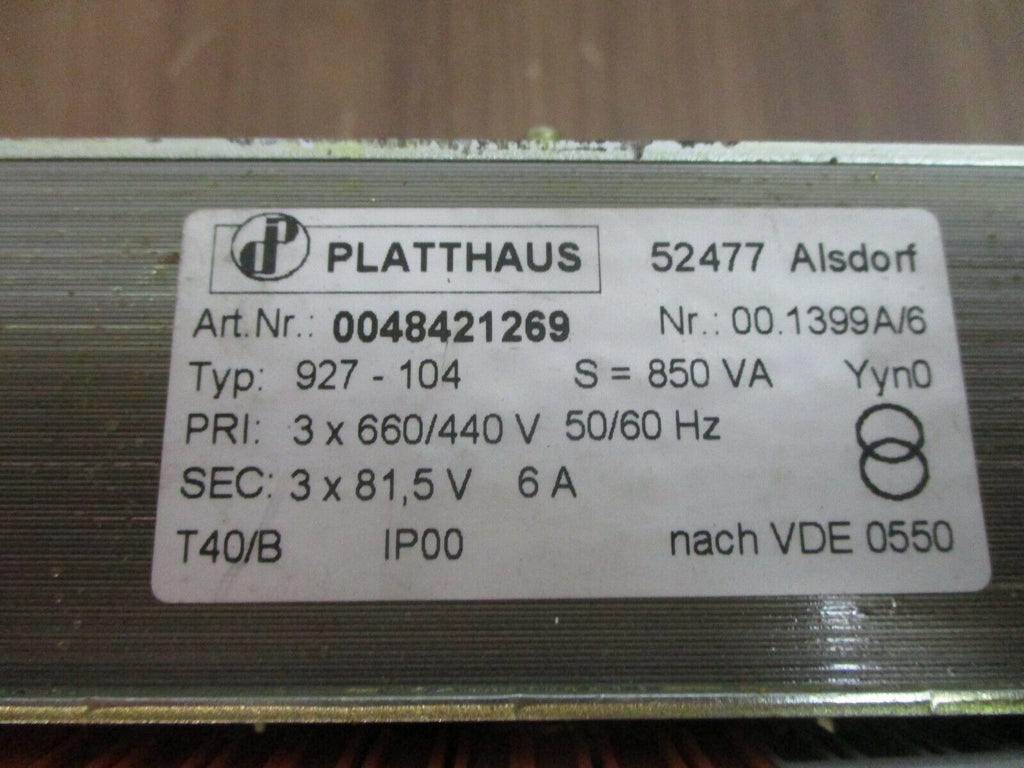 PLATTHAUS 52477 Alsdorf
Art.Nr.: 0048421269 Nr.: 00.1399A/6
Typ: 927 - 104 S = 850 VA Yyn0
PRI: 3 x 660/440 V 50/60 Hz
SEC: 3 x 81,5 V 6 A
T40/B IP00 nach VDE 0550